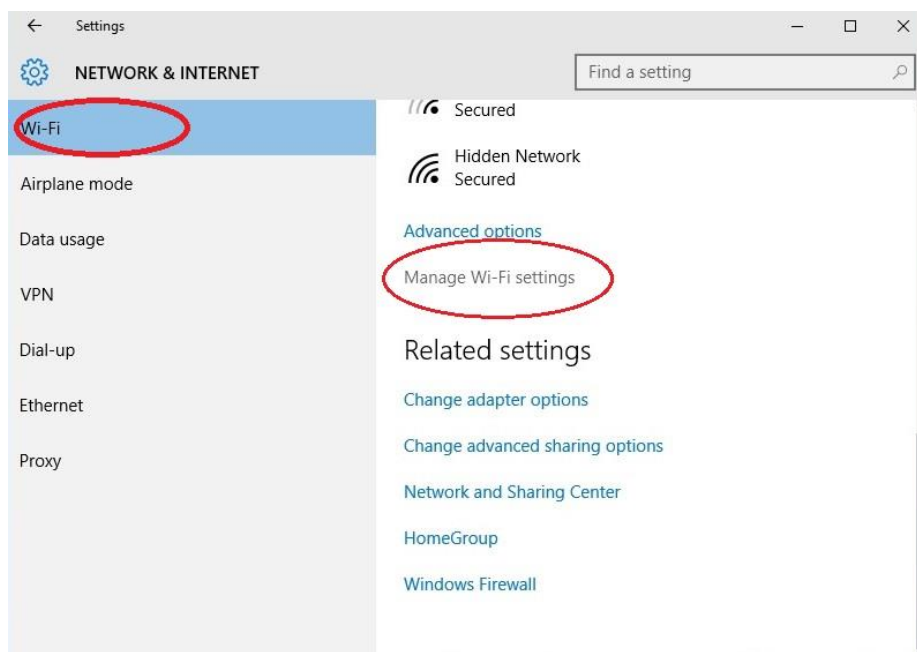 Settings
NETWORK & INTERNET
Find a setting
Wi-Fi
Airplane mode
Data usage
VPN
Dial-up
Ethernet
Proxy
Secured
Hidden Network
Secured
Advanced options
Manage Wi-Fi settings
Related settings
Change adapter options
Change advanced sharing options
Network and Sharing Center
HomeGroup
Windows Firewall